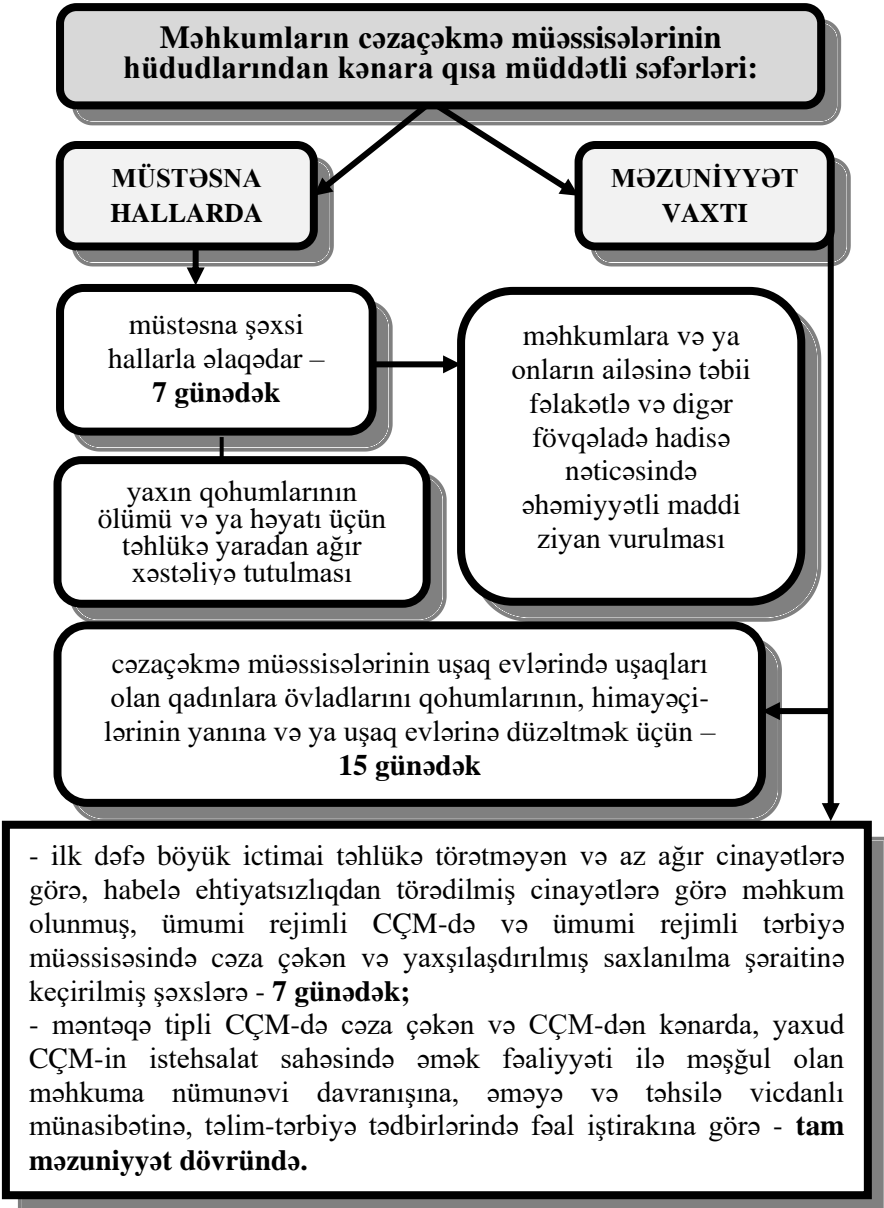 Məhkumların cəzaçəkmə müəssisələrinin
hüdudlarından kənara qısa müddətli səfərləri:
MÜSTƏSNA
HALLARDA
MƏZUNİYYƏT
VAXTI
müstəsna şəxsi
hallarla əlaqədar –
7 günədək
məhkumlara və ya
onların ailəsinə təbii
fəlakətlə və digər
fövqəladə hadisə
nəticəsində
əhəmiyyətli maddi
ziyan vurulması
yaxın qohumlarının
ölümü və ya həyatı üçün
təhlükə yaradan ağır
xəstəliyə tutulması
cəzaçəkmə müəssisələrinin uşaq evlərində uşaqları
olan qadınlara övladlarını qohumlarının, himayəçi-
lərinin yanına və ya uşaq evlərinə düzəltmək üçün –
15 günədək
- ilk dəfə böyük ictimai təhlükə törətməyən və az ağır cinayətlərə
görə, habelə ehtiyatsızlıqdan törədilmiş cinayətlərə görə məhkum
olunmuş, ümumi rejimli CÇM-də və ümumi rejimli tərbiyə
müəssisəsində cəza çəkən və yaxşılaşdırılmış saxlanılma şəraitinə
keçirilmiş şəxslərə - 7 günədək;
- məntəqə tipli CÇM-də cəza çəkən və CÇM-dən kənarda, yaxud
CÇM-in istehsalat sahəsində əmək fəaliyyəti ilə məşğul olan
məhkuma nümunəvi davranışına, əməyə və təhsilə vicdanlı
münasibətinə, təlim-tərbiyə tədbirlərində fəal iştirakına görə - tam
məzuniyyət dövründə.